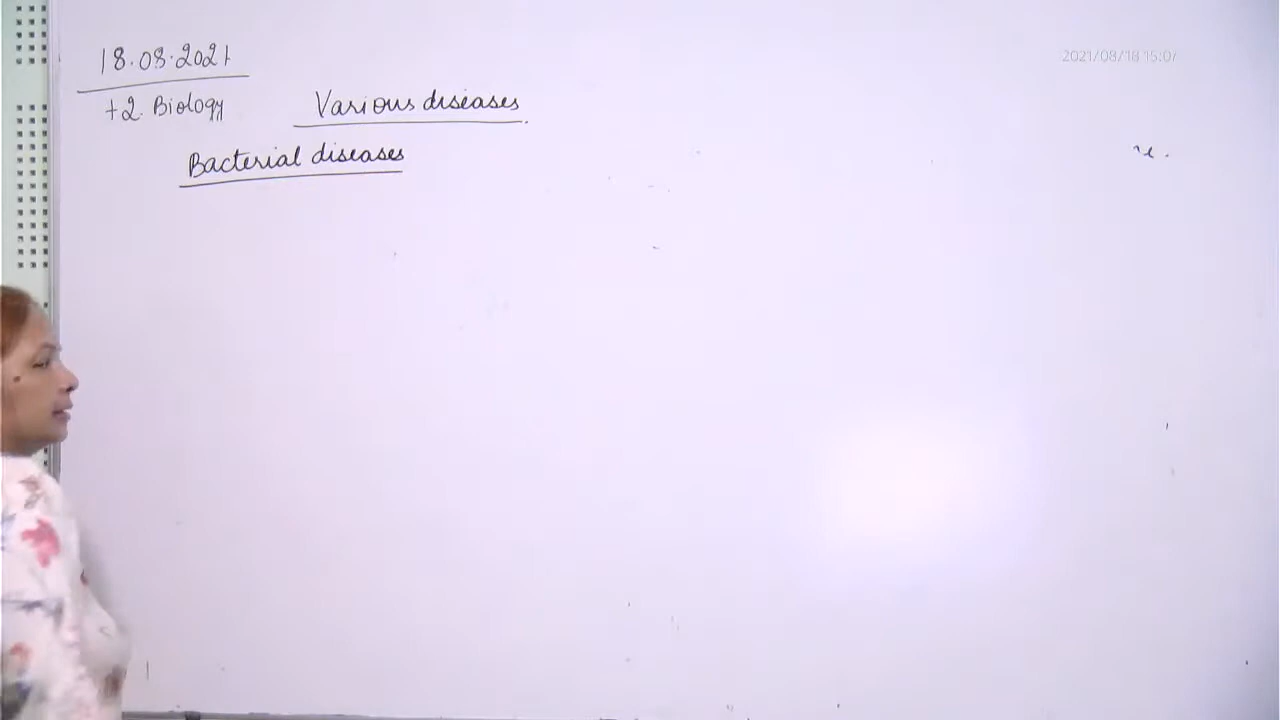 18.08.2021
2021/08/18 15:07
+2. Biology
Various diseases
Bacterial diseases